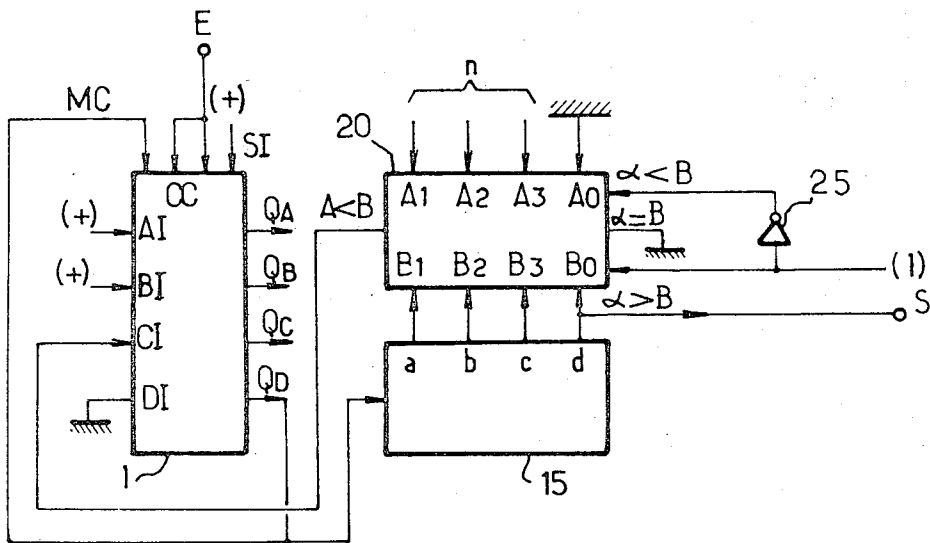 E
n
MC
(+)
SI
20
CC
A1 A2 A3 A0
α<B
25
(+)
AI
QA
A<B
α=B
(+)
BI
QB
B1 B2 B3 B0
(1)
CI
QC
α>B
S
a b c d
DI
QD
1
15